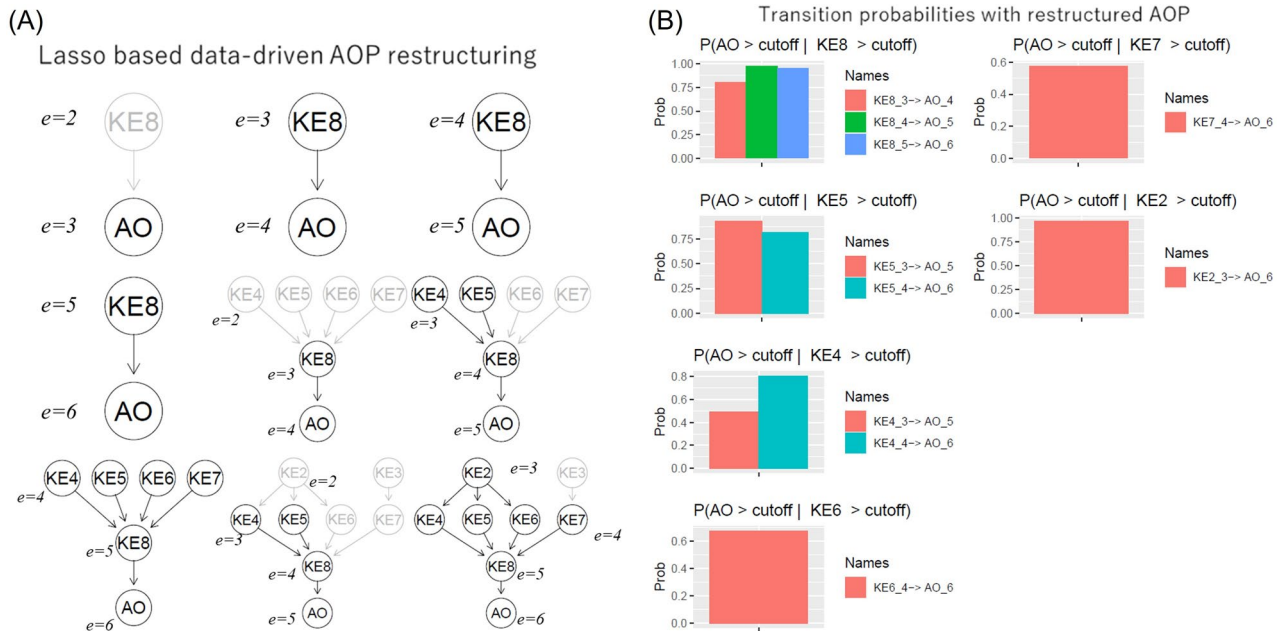 (A)
Lasso based data-driven AOP restructuring
e=2 KE8
e=3 AO
e=3 KE8
e=4 AO
e=4 KE8
e=5 AO
e=5 KE8
e=6 AO
KE4 KE5 KE6 KE7
e=2
e=3 KE8
e=4 AO
KE4 KE5 KE6 KE7
e=3
e=4 KE8
e=5 AO
KE4 KE5 KE6 KE7
e=4
e=5 KE8
e=6 AO
KE2 e=2 KE3
KE4 KE5 KE6 KE7
e=3
e=4 KE8
e=5 AO
KE2 e=3 KE3
KE4 KE5 KE6 KE7
e=4
KE8 e=5
AO e=6
(B)
Transition probabilities with restructured AOP
P(AO > cutoff | KE8 > cutoff)
Prob
1.00
0.75
0.50
0.25
0.00
Names
KE8_3-> AO_4
KE8_4-> AO_5
KE8_5-> AO_6
P(AO > cutoff | KE7 > cutoff)
Prob
0.6
0.4
0.2
0.0
Names
KE7_4-> AO_6
P(AO > cutoff | KE5 > cutoff)
Prob
0.75
0.50
0.25
0.00
Names
KE5_3-> AO_5
KE5_4-> AO_6
P(AO > cutoff | KE2 > cutoff)
Prob
1.00
0.75
0.50
0.25
0.00
Names
KE2_3-> AO_6
P(AO > cutoff | KE4 > cutoff)
Prob
0.8
0.6
0.4
0.2
0.0
Names
KE4_3-> AO_5
KE4_4-> AO_6
P(AO > cutoff | KE6 > cutoff)
Prob
0.6
0.4
0.2
0.0
Names
KE6_4-> AO_6